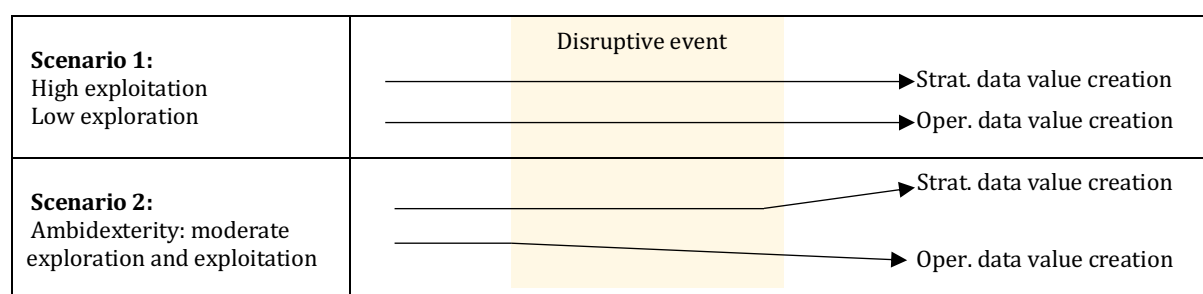 Disruptive event
Scenario 1:
High exploitation
Low exploration
Strat. data value creation
Oper. data value creation
Scenario 2:
Ambidexterity: moderate
exploration and exploitation
Strat. data value creation
Oper. data value creation